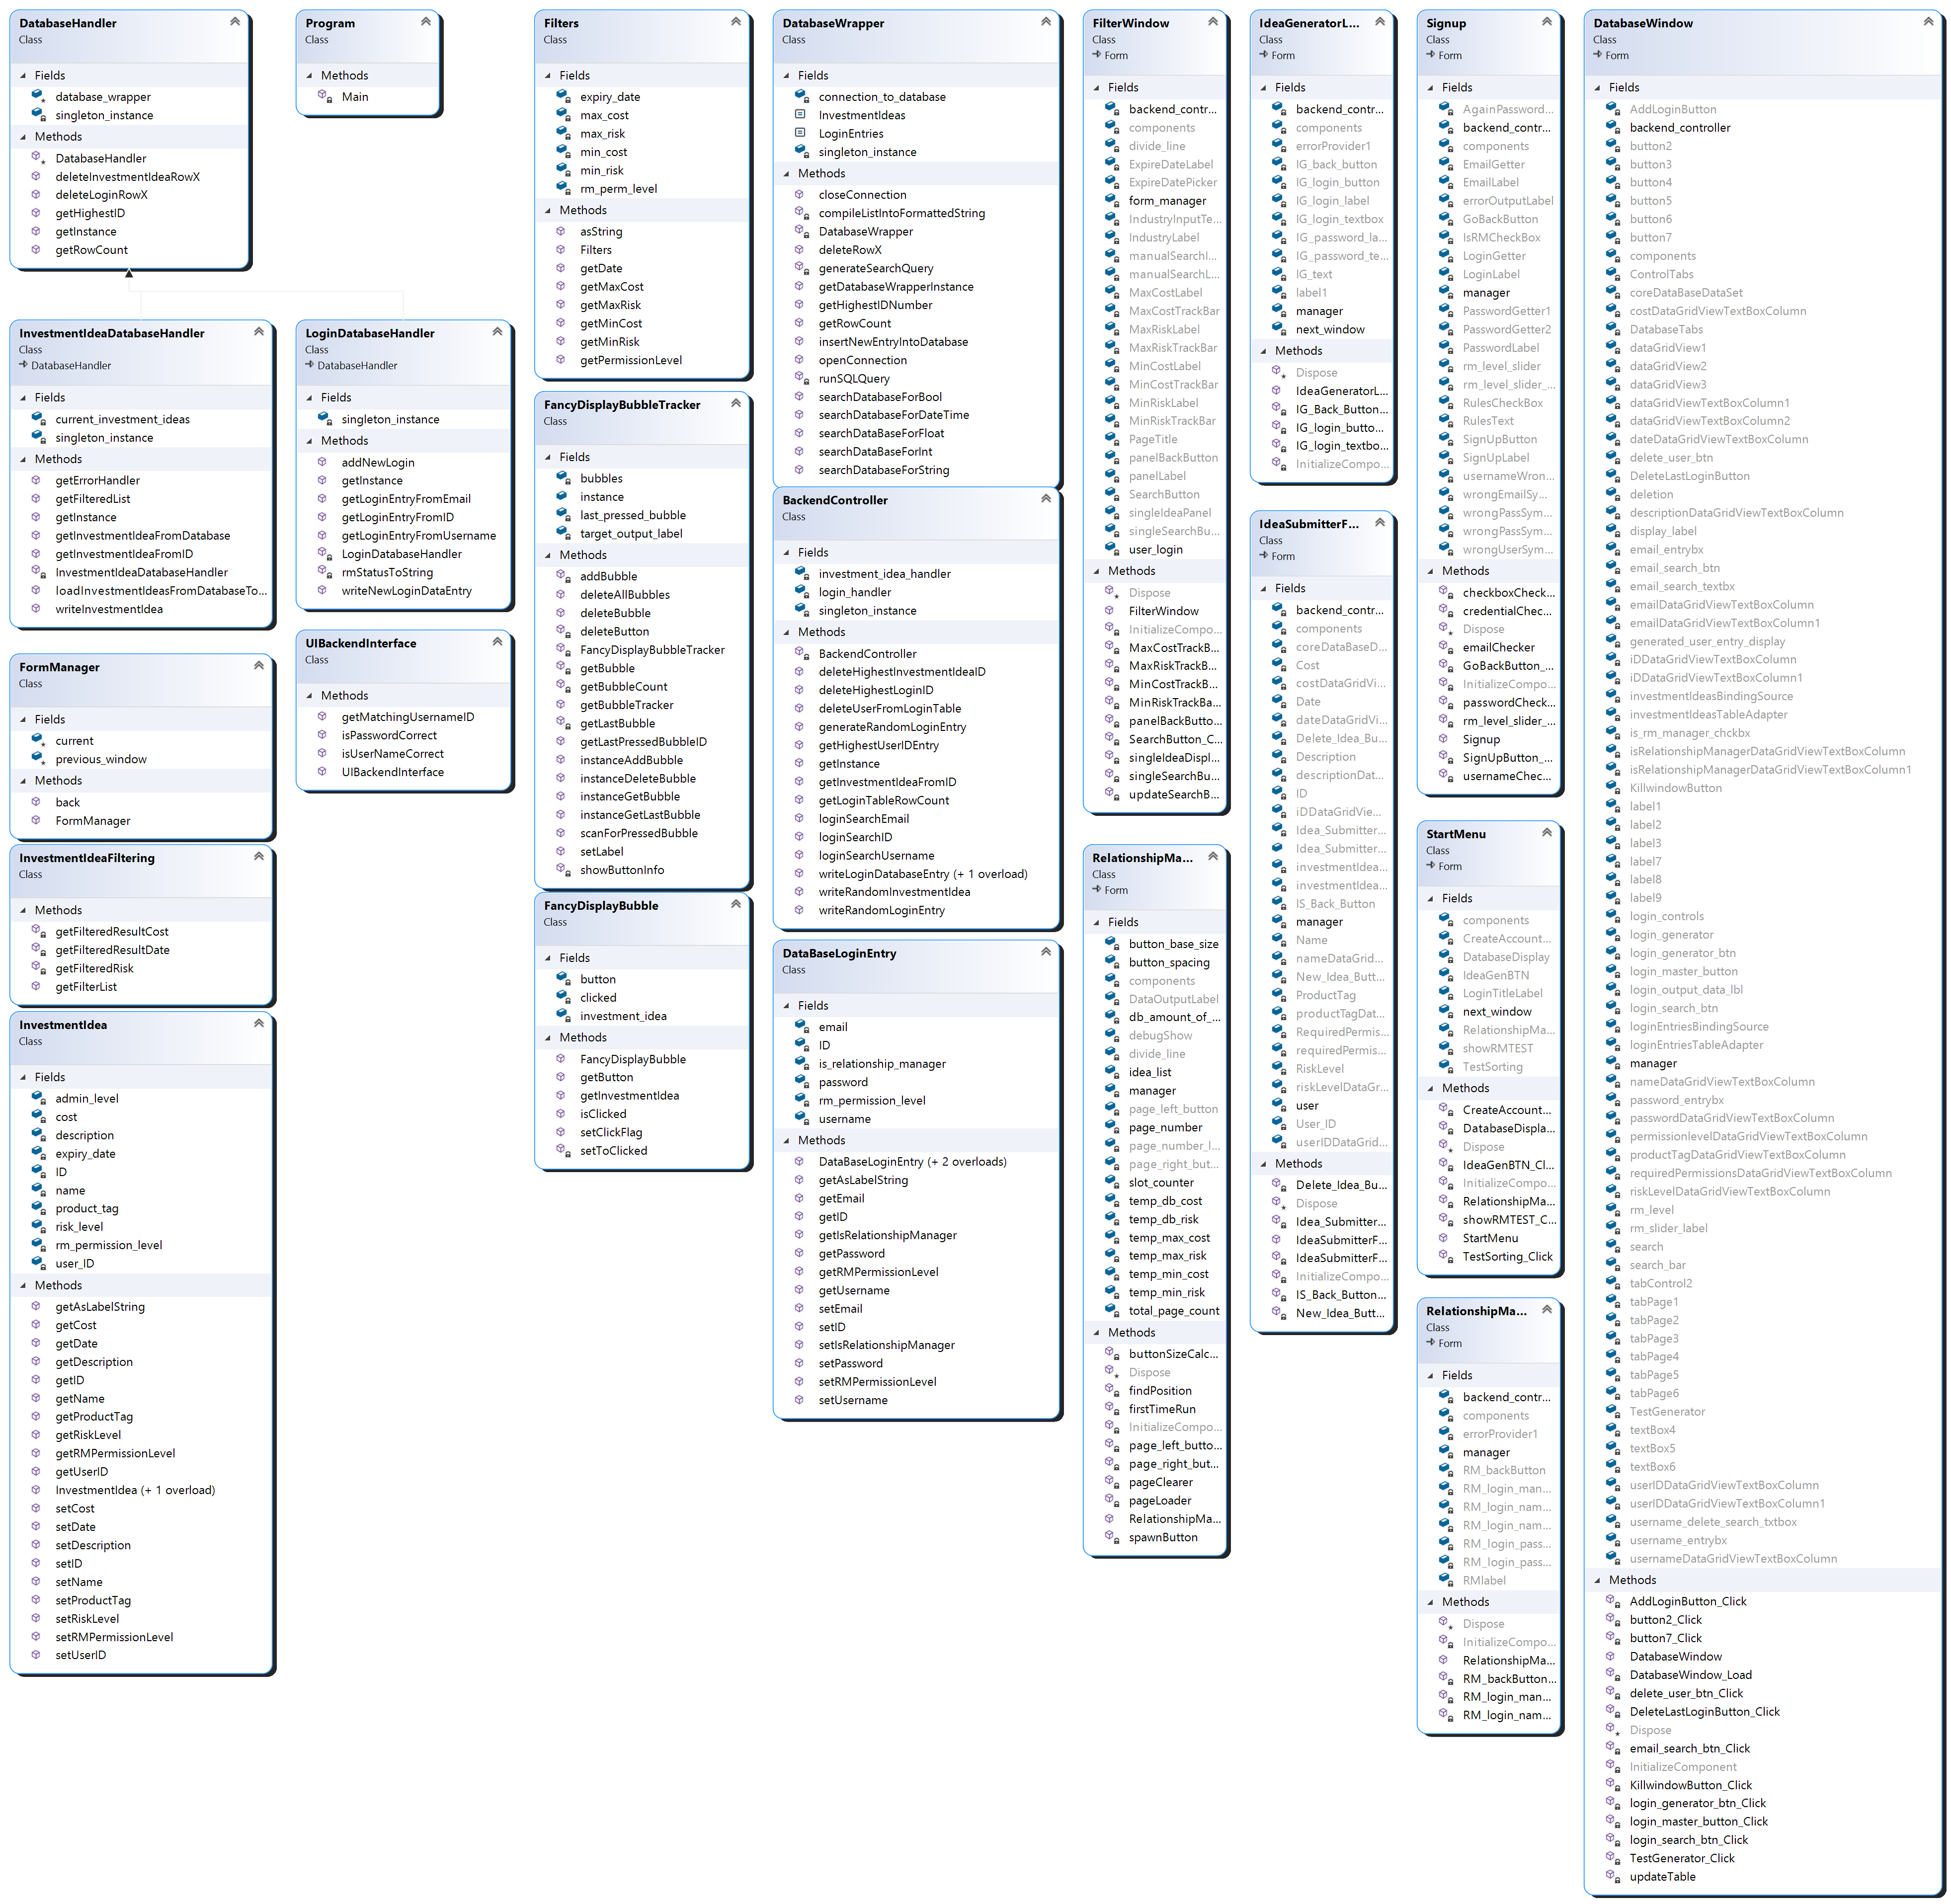 DatabaseHandler
Class
Fields
database_wrapper
singleton_instance
Methods
DatabaseHandler
deleteInvestmentIdeaRowX
deleteLoginRowX
getHighestID
getInstance
getRowCount
InvestmentIdeaDatabaseHandler
Class
DatabaseHandler
Fields
current_investment_ideas
singleton_instance
Methods
getErrorHandler
getFilteredList
getInstance
getInvestmentIdeaFromDatabase
getInvestmentIdeaFromID
InvestmentIdeaDatabaseHandler
loadInvestmentIdeasFromDatabaseTo...
writeInvestmentIdea
FormManager
Class
Fields
current
previous_window
Methods
back
FormManager
InvestmentIdeaFiltering
Class
Methods
getFilteredResultCost
getFilteredResultDate
getFilteredRisk
getFilterList
InvestmentIdea
Class
Fields
admin_level
cost
description
expiry_date
ID
name
product_tag
risk_level
rm_permission_level
user_ID
Methods
getAsLabelString
getCost
getDate
getDescription
getID
getName
getProductTag
getRiskLevel
getRMPermissionLevel
getUserID
InvestmentIdea (+ 1 overload)
setCost
setDate
setDescription
setID
setName
setProductTag
setRiskLevel
setRMPermissionLevel
setUserID
Program
Class
Methods
Main
LoginDatabaseHandler
Class
DatabaseHandler
Fields
singleton_instance
Methods
addNewLogin
getInstance
getLoginEntryFromEmail
getLoginEntryFromID
getLoginEntryFromUsername
LoginDatabaseHandler
rmStatusToString
writeNewLoginDataEntry
UIBackendInterface
Class
Methods
getMatchingUsernameID
isPasswordCorrect
isUserNameCorrect
UIBackendInterface
Filters
Class
Fields
expiry_date
max_cost
max_risk
min_cost
min_risk
rm_perm_level
Methods
asString
Filters
getDate
getMaxCost
getMaxRisk
getMinCost
getMinRisk
getPermissionLevel
FancyDisplayBubbleTracker
Class
Fields
bubbles
instance
last_pressed_bubble
target_output_label
Methods
addBubble
deleteAllBubbles
deleteBubble
deleteButton
FancyDisplayBubbleTracker
getBubble
getBubbleCount
getBubbleTracker
getLastBubble
getLastPressedBubbleID
instanceAddBubble
instanceDeleteBubble
instanceGetBubble
instanceGetLastBubble
scanForPressedBubble
setLabel
showButtonInfo
FancyDisplayBubble
Class
Fields
button
clicked
investment_idea
Methods
FancyDisplayBubble
getButton
getInvestmentIdea
isClicked
setClickFlag
setToClicked
DatabaseWrapper
Class
Fields
connection_to_database
InvestmentIdeas
LoginEntries
singleton_instance
Methods
closeConnection
compileListIntoFormattedString
DatabaseWrapper
deleteRowX
generateSearchQuery
getDatabaseWrapperInstance
getHighestIDNumber
getRowCount
insertNewEntryIntoDatabase
openConnection
runSQLQuery
searchDatabaseForBool
searchDatabaseForDateTime
searchDataBaseForFloat
searchDataBaseForInt
searchDatabaseForString
BackendController
Class
Fields
investment_idea_handler
login_handler
singleton_instance
Methods
BackendController
deleteHighestInvestmentIdeaID
deleteHighestLoginID
deleteUserFromLoginTable
generateRandomLoginEntry
getHighestUserIDEntry
getInstance
getInvestmentIdeaFromID
getLoginTableRowCount
loginSearchEmail
loginSearchID
loginSearchUsername
writeLoginDatabaseEntry (+ 1 overload)
writeRandomInvestmentIdea
writeRandomLoginEntry
DataBaseLoginEntry
Class
Fields
email
ID
is_relationship_manager
password
rm_permission_level
username
Methods
DataBaseLoginEntry (+ 2 overloads)
getAsLabelString
getEmail
getID
getIsRelationshipManager
getPassword
getRMPermissionLevel
getUsername
setEmail
setID
setIsRelationshipManager
setPassword
setRMPermissionLevel
setUsername
FilterWindow
Class
Form
Fields
backend_contr...
components
divide_line
ExpireDateLabel
ExpireDatePicker
form_manager
IndustryInputTe...
IndustryLabel
manualSearchI...
manualSearchL...
MaxCostLabel
MaxCostTrackBar
MaxRiskLabel
MaxRiskTrackBar
MinCostLabel
MinCostTrackBar
MinRiskLabel
MinRiskTrackBar
PageTitle
panelBackButton
panelLabel
SearchButton
singleIdeaPanel
singleSearchBu...
user_login
Methods
Dispose
FilterWindow
InitializeCompo...
MaxCostTrackB...
MaxRiskTrackB...
MinCostTrackB...
MinRiskTrackBa...
panelBackButto...
SearchButton_C...
singleIdeaDispl...
singleSearchBu...
updateSearchB...
RelationshipMa...
Class
Form
Fields
button_base_size
button_spacing
components
DataOutputLabel
db_amount_of_...
debugShow
divide_line
idea_list
manager
page_left_button
page_number
page_number_l...
page_right_but...
slot_counter
temp_db_cost
temp_db_risk
temp_max_cost
temp_max_risk
temp_min_cost
temp_min_risk
total_page_count
Methods
buttonSizeCalc...
Dispose
findPosition
firstTimeRun
InitializeCompo...
page_left_butto...
page_right_but...
pageClearer
pageLoader
RelationshipMa...
spawnButton
IdeaGeneratorL...
Class
Form
Fields
backend_contr...
components
errorProvider1
IG_back_button
IG_login_button
IG_login_label
IG_login_textbox
IG_password_la...
IG_password_te...
IG_text
label1
manager
next_window
Methods
Dispose
IdeaGeneratorL...
IG_Back_Button...
IG_login_butto...
IG_login_textbo...
InitializeCompo...
IdeaSubmitterF...
Class
Form
Fields
backend_contr...
components
coreDataBaseD...
Cost
costDataGridVi...
Date
dateDataGridVi...
Delete_Idea_Bu...
Description
descriptionDat...
ID
iDDataGridVie...
Idea_Submitter...
Idea_Submitter...
investmentIdea...
investmentIdea...
IS_Back_Button
manager
Name
nameDataGrid...
New_Idea_Butt...
ProductTag
productTagDat...
RequiredPermis...
requiredPermis...
RiskLevel
riskLevelDataGr...
user
User_ID
userIDDataGrid...
Methods
Delete_Idea_Bu...
Dispose
Idea_Submitter...
IdeaSubmitterF...
IdeaSubmitterF...
InitializeCompo...
IS_Back_Button...
New_Idea_Butt...
Signup
Class
Form
Fields
AgainPassword...
backend_contr...
components
EmailGetter
EmailLabel
errorOutputLabel
GoBackButton
IsRMCheckBox
LoginGetter
LoginLabel
manager
PasswordGetter1
PasswordGetter2
PasswordLabel
rm_level_slider
rm_level_slider_...
RulesCheckBox
RulesText
SignUpButton
SignUpLabel
usernameWron...
wrongEmailSy...
wrongPassSym...
wrongPassSym...
wrongUserSym...
Methods
checkboxCheck...
credentialChec...
Dispose
emailChecker
GoBackButton_...
InitializeCompo...
passwordCheck...
rm_level_slider_...
Signup
SignUpButton_...
usernameChec...
StartMenu
Class
Form
Fields
components
CreateAccount...
DatabaseDisplay
IdeaGenBTN
LoginTitleLabel
next_window
RelationshipMa...
showRMTEST
TestSorting
Methods
CreateAccount...
DatabaseDispla...
Dispose
IdeaGenBTN_Cl...
InitializeCompo...
RelationshipMa...
showRMTEST_C...
StartMenu
TestSorting_Click
RelationshipMa...
Class
Form
Fields
backend_contr...
components
errorProvider1
manager
RM_backButton
RM_login_man...
RM_login_nam...
RM_login_nam...
RM_login_pass...
RM_login_pass...
RMlabel
Methods
Dispose
InitializeCompo...
RelationshipMa...
RM_backButton...
RM_login_man...
RM_login_nam...
DatabaseWindow
Class
Form
Fields
AddLoginButton
backend_controller
button2
button3
button4
button5
button6
button7
components
ControlTabs
coreDataBaseDataSet
costDataGridViewTextBoxColumn
DatabaseTabs
dataGridView1
dataGridView2
dataGridView3
dataGridViewTextBoxColumn1
dataGridViewTextBoxColumn2
dateDataGridViewTextBoxColumn
delete_user_btn
DeleteLastLoginButton
deletion
descriptionDataGridViewTextBoxColumn
display_label
email_entrybx
email_search_btn
email_search_textbx
emailDataGridViewTextBoxColumn
emailDataGridViewTextBoxColumn1
generated_user_entry_display
iDDataGridViewTextBoxColumn
iDDataGridViewTextBoxColumn1
investmentIdeasBindingSource
investmentIdeasTableAdapter
is_rm_manager_chckbx
isRelationshipManagerDataGridViewTextBoxColumn
isRelationshipManagerDataGridViewTextBoxColumn1
KillwindowButton
label1
label2
label3
label7
label8
label9
login_controls
login_generator
login_generator_btn
login_master_button
login_output_data_lbl
login_search_btn
loginEntriesBindingSource
loginEntriesTableAdapter
manager
nameDataGridViewTextBoxColumn
password_entrybx
passwordDataGridViewTextBoxColumn
permissionlevelDataGridViewTextBoxColumn
productTagDataGridViewTextBoxColumn
requiredPermissionsDataGridViewTextBoxColumn
riskLevelDataGridViewTextBoxColumn
rm_level
rm_slider_label
search
search_bar
tabControl2
tabPage1
tabPage2
tabPage3
tabPage4
tabPage5
tabPage6
TestGenerator
textBox4
textBox5
textBox6
userIDDataGridViewTextBoxColumn
userIDDataGridViewTextBoxColumn1
username_delete_search_txtbox
username_entrybx
usernameDataGridViewTextBoxColumn
Methods
AddLoginButton_Click
button2_Click
button7_Click
DatabaseWindow
DatabaseWindow_Load
delete_user_btn_Click
DeleteLastLoginButton_Click
Dispose
email_search_btn_Click
InitializeComponent
KillwindowButton_Click
login_generator_btn_Click
login_master_button_Click
login_search_btn_Click
TestGenerator_Click
updateTable